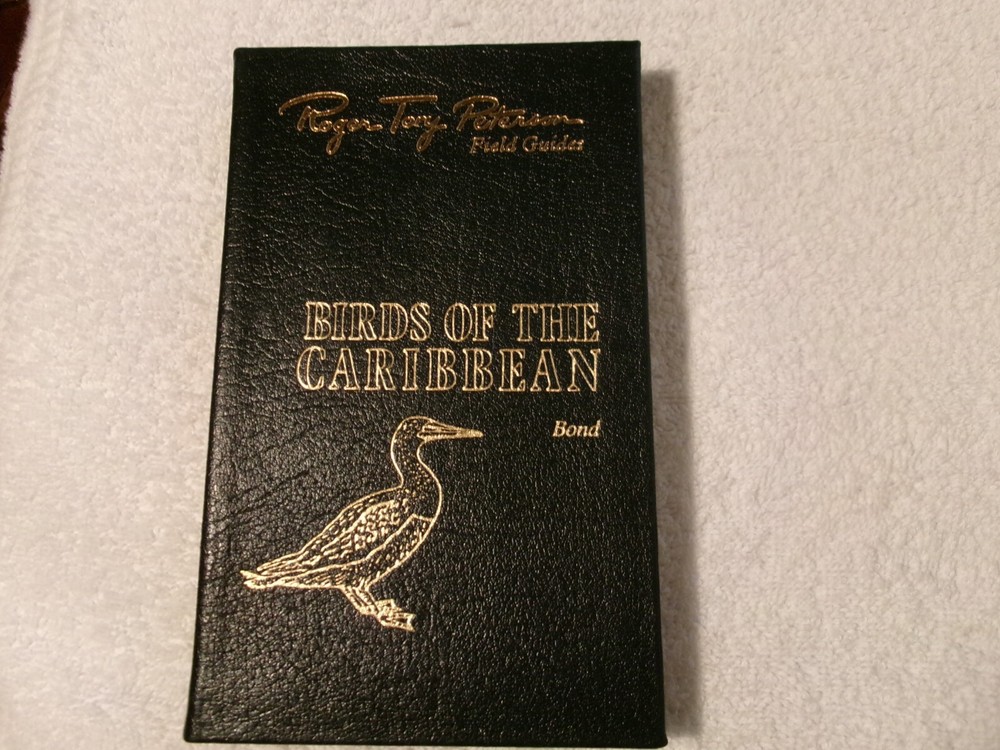 Roger Tory Peterson
Field Guides
BIRDS OF THE
CARIBBEAN
Bond